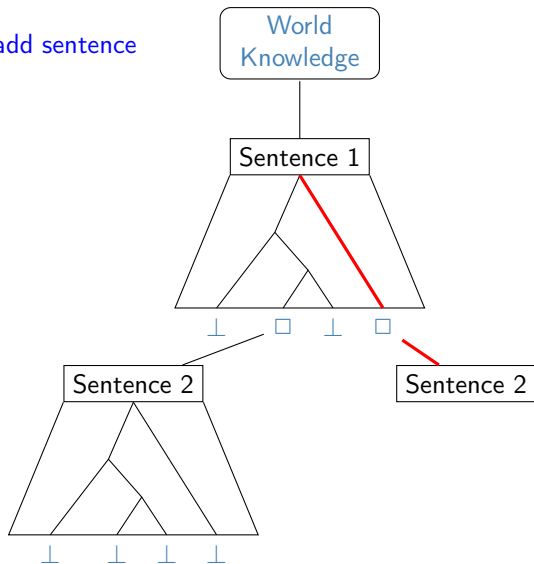 add sentence
World
Knowledge
Sentence 1
⊥ □ ⊥ □
Sentence 2 Sentence 2
⊥ ⊥ ⊥ ⊥